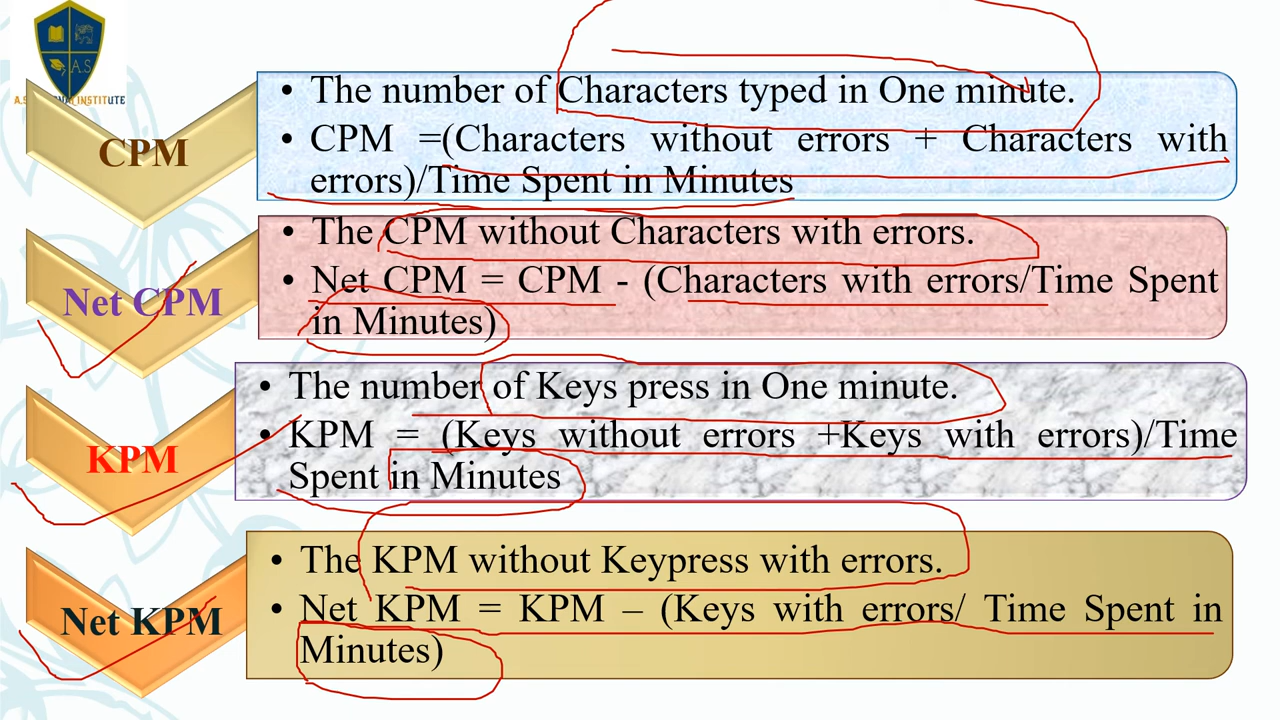 A.S
INSTITUTE
CPM
• The number of Characters typed in One minute.
• CPM =(Characters without errors + Characters with
errors)/Time Spent in Minutes
Net CPM
• The CPM without Characters with errors.
• Net CPM = CPM - (Characters with errors/Time Spent
in Minutes)
KPM
• The number of Keys press in One minute.
• KPM = (Keys without errors +Keys with errors)/Time
Spent in Minutes
Net KPM
• The KPM without Keypress with errors.
• Net KPM = KPM – (Keys with errors/ Time Spent in
Minutes)